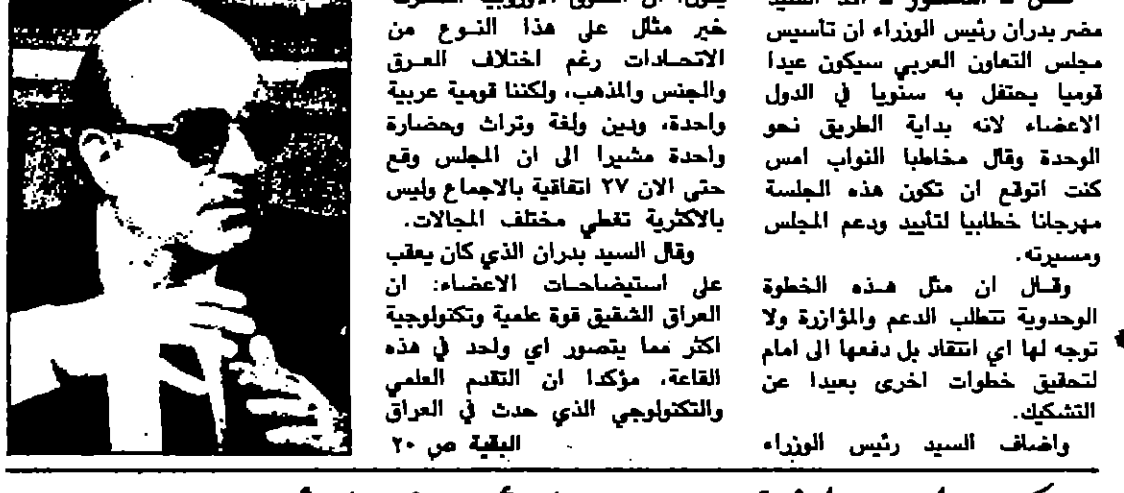 السيد
مضر بدران رئيس الوزراء ان تاسيس
مجلس التعاون العربي سيكون عيدا
قوميا يحتفل به سنويا في الدول
الاعضاء لانه بداية الطريق نحو
الوحدة وقال مخاطبا النواب امس
كنت اتوقع ان تكون هذه الجلسة
مهرجانا خطابيا لتأييد ودعم المجلس
ومسيرته.
وقال ان مثل هذه الخطوة
الوحدوية تتطلب الدعم والمؤازرة ولا
توجه لها اي انتقاد بل دفعها الى امام
لتحقيق خطوات اخرى بعيدا عن
التشكيك.
واضاف السيد رئيس الوزراء
ان السوق الاوروبية
خير مثال على هذا النوع من
الاتحادات رغم اختلاف العرق
والجنس والمذهب، ولكننا قومية عربية
واحدة، ودين ولغة وتراث وحضارة
واحدة مشيرا الى ان المجلس وقع
حتى الان ٢٧ اتفاقية بالاجماع وليس
بالاكثرية تغطي مختلف المجالات.
وقال السيد بدران الذي كان يعقب
على استيضاحات الاعضاء: ان
العراق الشقيق قوة علمية وتكنولوجية
اكثر مما يتصور اي واحد في هذه
القاعة، مؤكدا ان التقدم العلمي
والتكنولوجي الذي حدث في العراق
البقية ص ٢٠